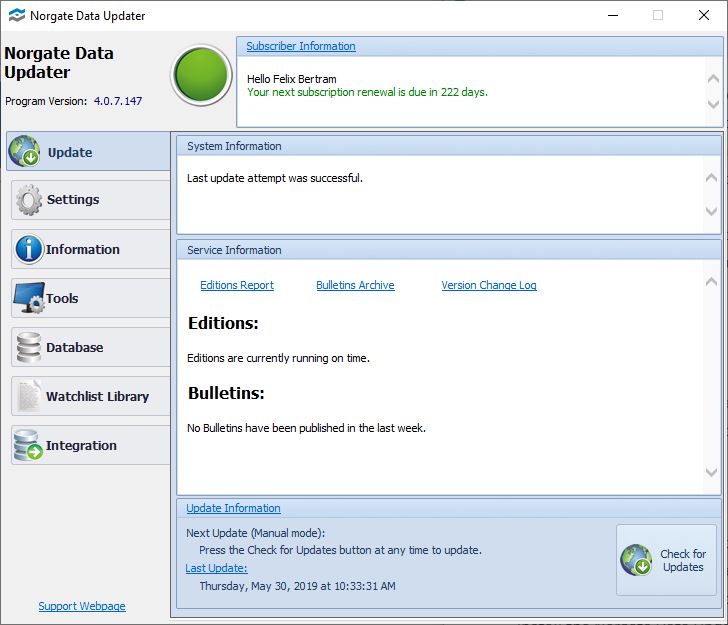 Norgate Data Updater
Norgate Data
Updater
Program Version: 4.0.7.147
Subscriber Information
Hello Felix Bertram
Your next subscription renewal is due in 222 days.
Update
Settings
Information
Tools
Database
Watchlist Library
Integration
Support Webpage
System Information
Last update attempt was successful.
Service Information
Editions Report Bulletins Archive Version Change Log
Editions:
Editions are currently running on time.
Bulletins:
No Bulletins have been published in the last week.
Update Information
Next Update (Manual mode):
Press the Check for Updates button at any time to update.
Last Update:
Thursday, May 30, 2019 at 10:33:31 AM
Check for
Updates